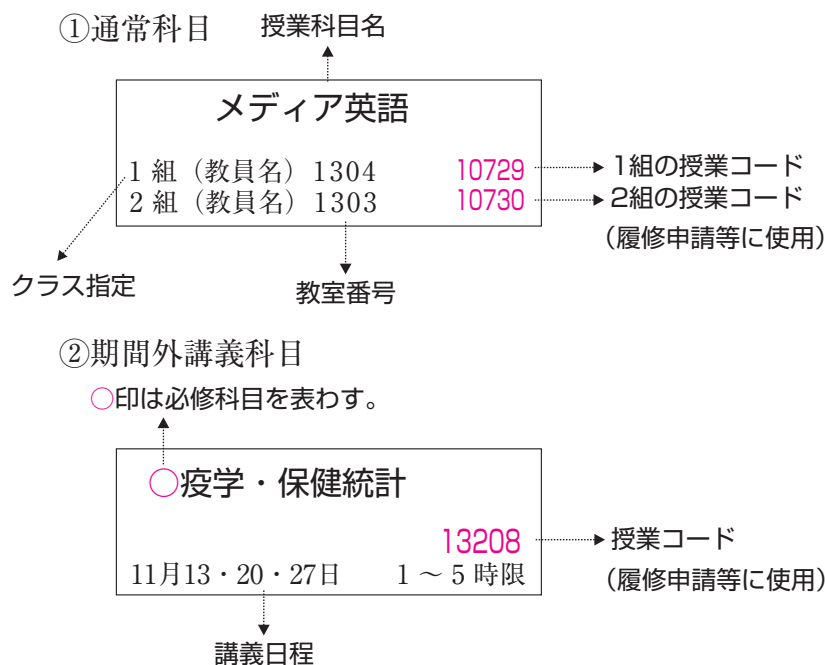 ①通常科目 授業科目名
メディア英語
1組（教員名）1304 10729 1組の授業コード
2組（教員名）1303 10730 2組の授業コード
（履修申請等に使用）
クラス指定 教室番号
②期間外講義科目
○印は必修科目を表わす。
○疫学・保健統計
13208 授業コード
11月13・20・27日 1～5時限 （履修申請等に使用）
講義日程